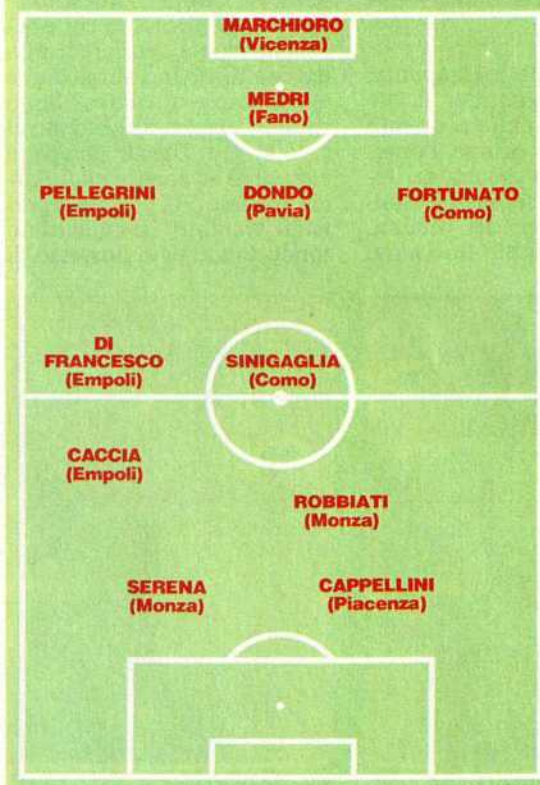 MARCHIORO
(Vicenza)
MEDRI
(Fano)
PELLEGRINI
(Empoli)
DONDO
(Pavia)
FORTUNATO
(Como)
DI
FRANCESCO
(Empoli)
SINIGAGLIA
(Como)
CACCIA
(Empoli)
ROBBIATI
(Monza)
SERENA
(Monza)
CAPPELLINI
(Piacenza)